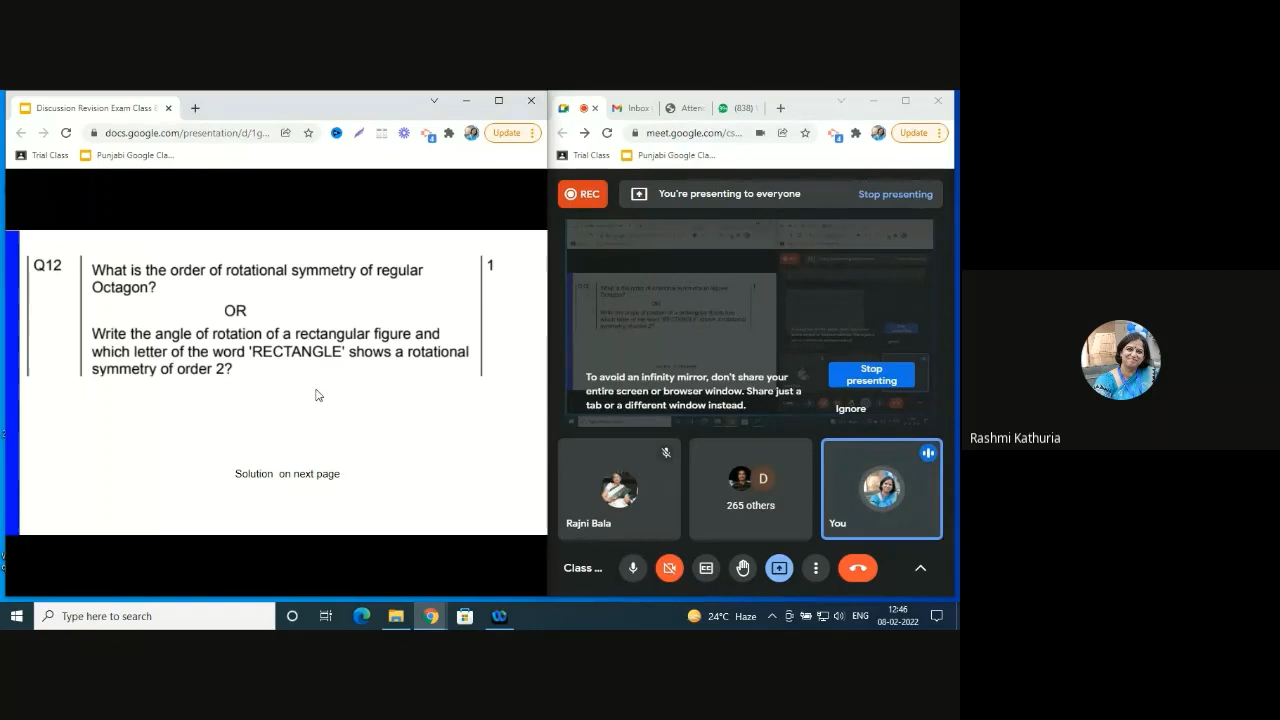 Discussion Revision Exam Class
docs.google.com/presentation/d/1g...
Update
Trial Class
Punjabi Google Cla...
Q12
What is the order of rotational symmetry of regular
Octagon?
1
OR
Write the angle of rotation of a rectangular figure and
which letter of the word 'RECTANGLE' shows a rotational
symmetry of order 2?
Solution on next page
Inbox
Atten
(838)
meet.google.com/cs...
Update
Trial Class
Punjabi Google Cla...
REC
You're presenting to everyone
Stop presenting
To avoid an infinity mirror, don't share your
entire screen or browser window. Share just a
tab or a different window instead.
Stop
presenting
Ignore
Rajni Bala
D
265 others
You
Class ...
Rashmi Kathuria
Type here to search
24°C Haze
ENG
12:46
08-02-2022